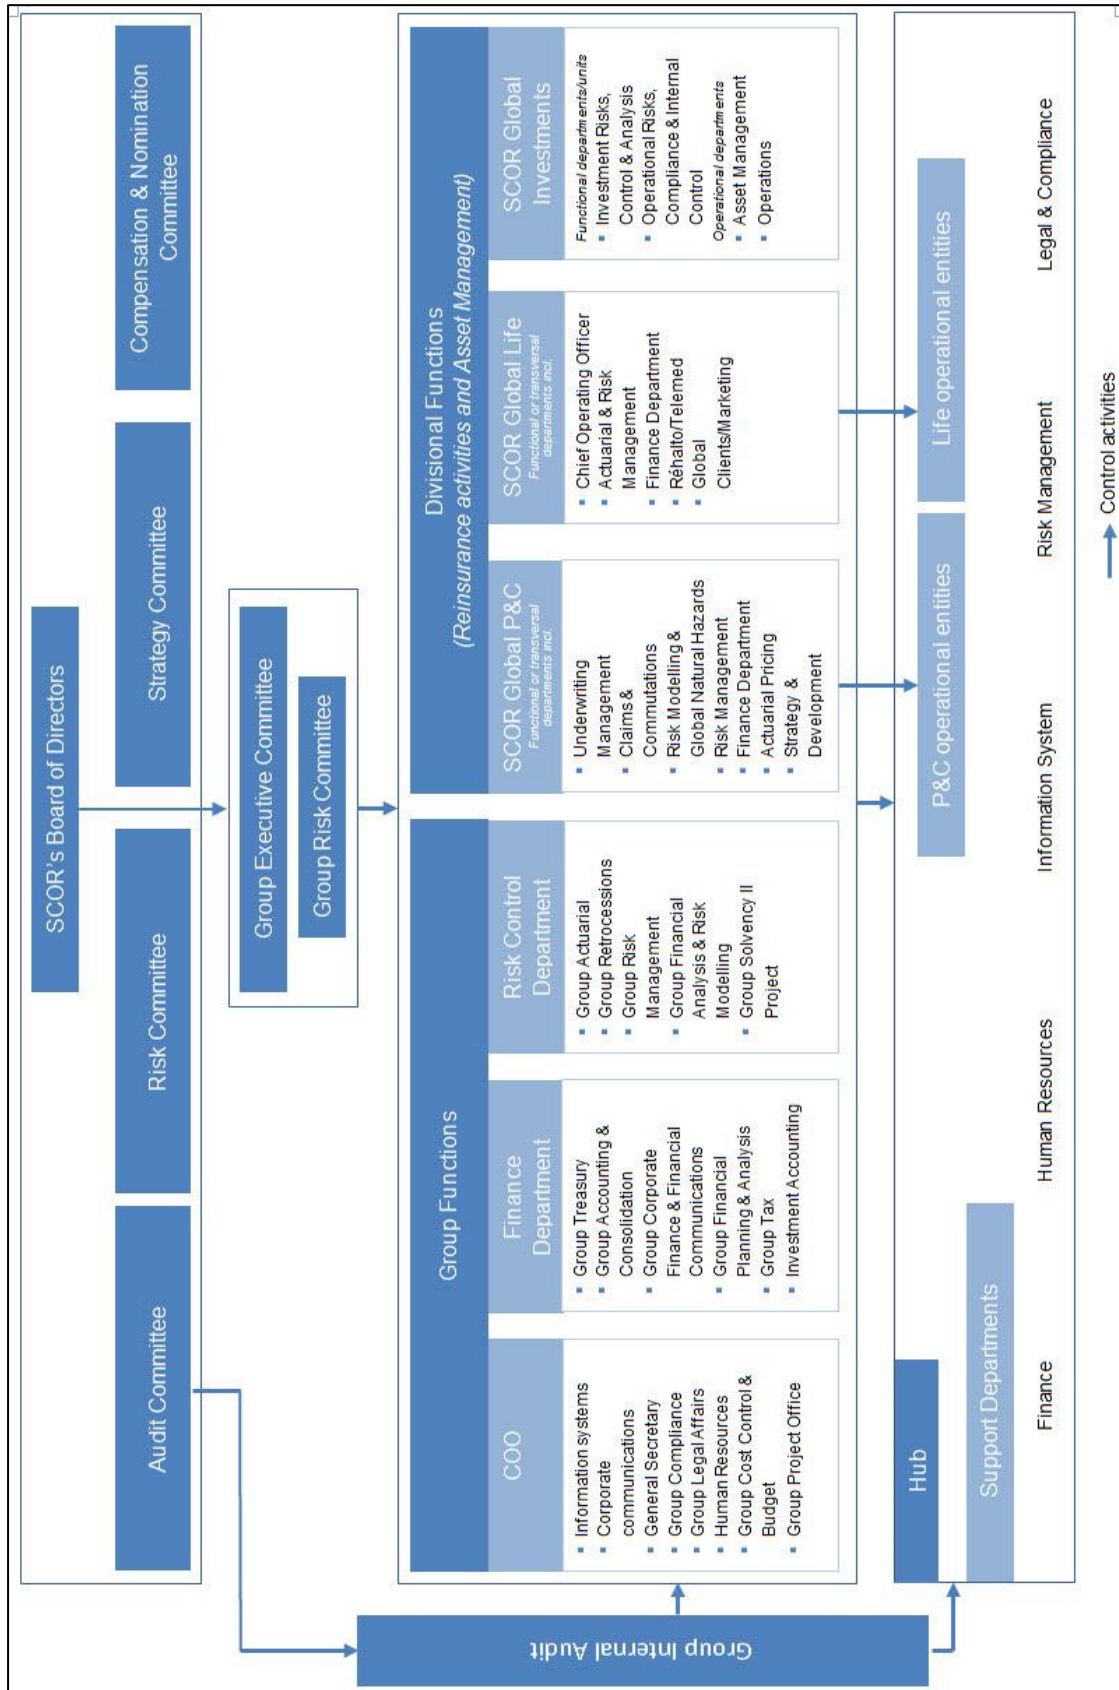 SCOR's Board of Directors
Audit Committee
Risk Committee
Strategy Committee
Compensation & Nomination
Committee
Group Executive Committee
Group Risk Committee
Group Internal Audit
Group Functions
COO
▪ Information systems
▪ Corporate
communications
▪ General Secretary
▪ Group Compliance
▪ Group Legal Affairs
▪ Human Resources
▪ Group Cost Control &
Budget
▪ Group Project Office
Finance
Department
▪ Group Treasury
▪ Group Accounting &
Consolidation
▪ Group Corporate
Finance & Financial
Communications
▪ Group Financial
Planning & Analysis
▪ Group Tax
▪ Investment Accounting
Risk Control
Department
▪ Group Actuarial
▪ Group Retrocessions
▪ Group Risk
Management
▪ Group Financial
Analysis & Risk
Modelling
▪ Group Solvency II
Project
Divisional Functions
(Reinsurance activities and Asset Management)
SCOR Global P&C
Functional or transversal
departments incl.
▪ Underwriting
Management
▪ Claims &
Commutations
▪ Risk Modelling &
Global Natural Hazards
▪ Risk Management
▪ Finance Department
▪ Actuarial Pricing
▪ Strategy &
Development
SCOR Global Life
Functional or transversal
departments incl.
▪ Chief Operating Officer
▪ Actuarial & Risk
Management
▪ Finance Department
▪ Réhalto/Telemed
▪ Global
Clients/Marketing
SCOR Global
Investments
Functional departments/units
▪ Investment Risks,
Control & Analysis
▪ Operational Risks,
Compliance & Internal
Control
Operational departments
▪ Asset Management
▪ Operations
Hub
P&C operational entities
Life operational entities
Support Departments
Finance
Human Resources
Information System
Risk Management
Legal & Compliance
Control activities